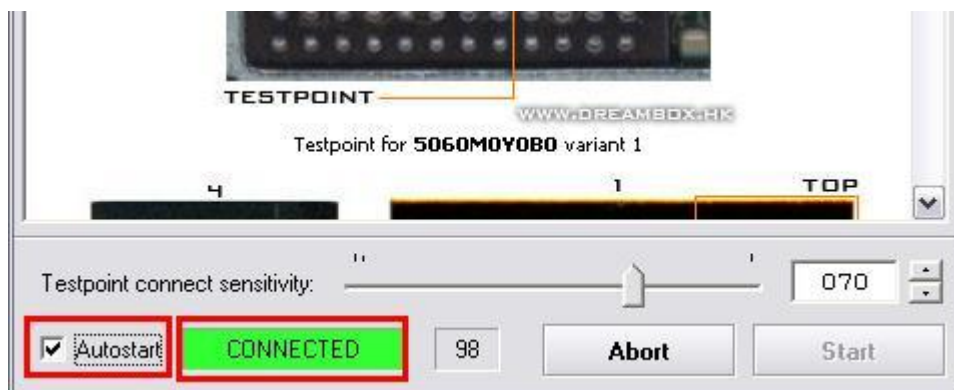 TESTPOINT
WWW.DREAMBOX.HK
Testpoint for 5060M0Y0B0 variant 1
4 1 TOP
Testpoint connect sensitivity: 070
Autostart CONNECTED 98 Abort Start